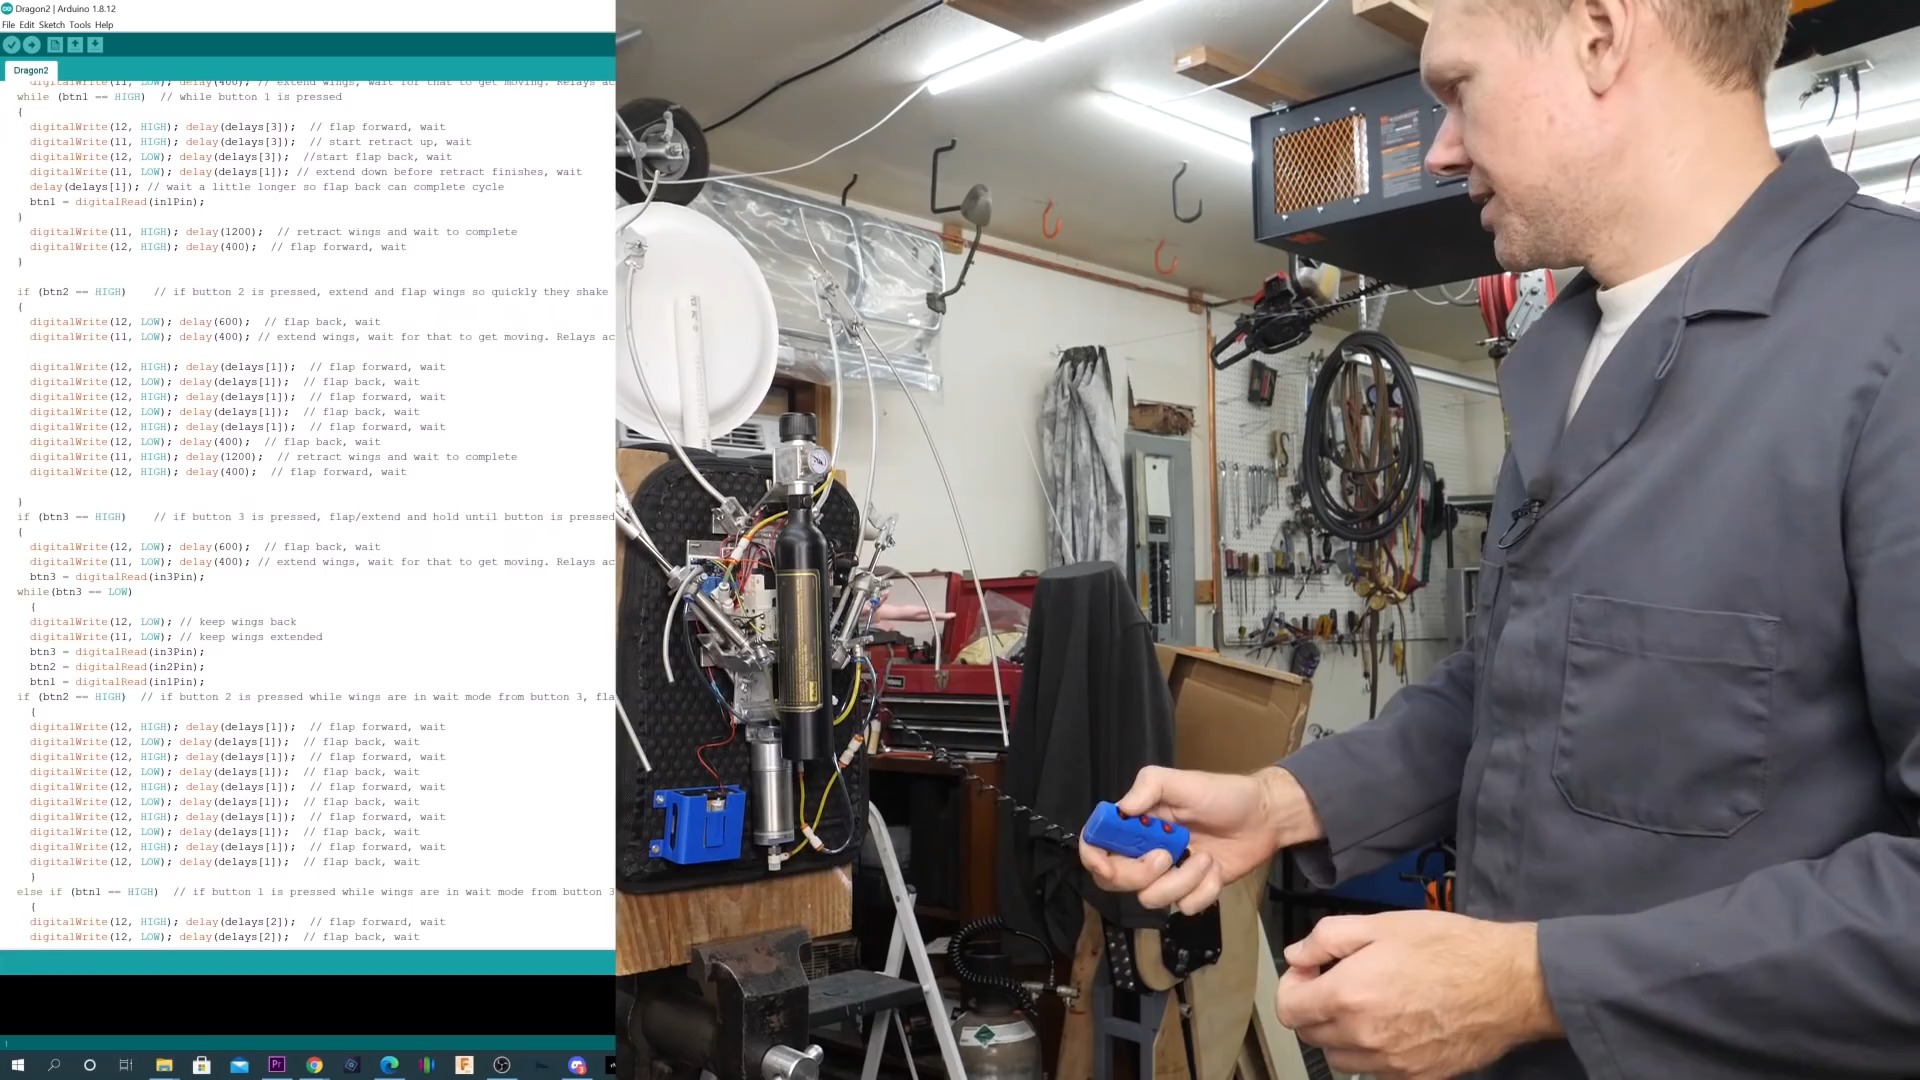 Dragon2 | Arduino 1.8.12
File Edit Sketch Tools Help
Dragon2
digitalWrite(11, LOW); delay(400); // extend wings, wait for that to get moving. Relays ac
while (btn1 == HIGH)  // while button 1 is pressed
{
digitalWrite(12, HIGH); delay(delays[3]);  // flap forward, wait
digitalWrite(11, HIGH); delay(delays[3]);  // start retract up, wait
digitalWrite(12, LOW); delay(delays[3]);  //start flap back, wait
digitalWrite(11, LOW); delay(delays[1]); // extend down before retract finishes, wait
delay(delays[1]); // wait a little longer so flap back can complete cycle
btn1 = digitalRead(in1Pin);
}
digitalWrite(11, HIGH); delay(1200);  // retract wings and wait to complete
digitalWrite(12, HIGH); delay(400);  // flap forward, wait
}
if (btn2 == HIGH)    // if button 2 is pressed, extend and flap wings so quickly they shake
{
digitalWrite(12, LOW); delay(600);  // flap back, wait
digitalWrite(11, LOW); delay(400); // extend wings, wait for that to get moving. Relays ac
digitalWrite(12, HIGH); delay(delays[1]);  // flap forward, wait
digitalWrite(12, LOW); delay(delays[1]);  // flap back, wait
digitalWrite(12, HIGH); delay(delays[1]);  // flap forward, wait
digitalWrite(12, LOW); delay(delays[1]);  // flap back, wait
digitalWrite(12, HIGH); delay(delays[1]);  // flap forward, wait
digitalWrite(12, LOW); delay(400);  // flap back, wait
digitalWrite(11, HIGH); delay(1200);  // retract wings and wait to complete
digitalWrite(12, HIGH); delay(400);  // flap forward, wait
}
if (btn3 == HIGH)    // if button 3 is pressed, flap/extend and hold until button is pressed
{
digitalWrite(12, LOW); delay(600);  // flap back, wait
digitalWrite(11, LOW); delay(400); // extend wings, wait for that to get moving. Relays ac
btn3 = digitalRead(in3Pin);
while(btn3 == LOW)
{
digitalWrite(12, LOW); // keep wings back
digitalWrite(11, LOW); // keep wings extended
btn3 = digitalRead(in3Pin);
btn2 = digitalRead(in2Pin);
btn1 = digitalRead(in1Pin);
if (btn2 == HIGH)  // if button 2 is pressed while wings are in wait mode from button 3, fla
{
digitalWrite(12, HIGH); delay(delays[1]);  // flap forward, wait
digitalWrite(12, LOW); delay(delays[1]);  // flap back, wait
digitalWrite(12, HIGH); delay(delays[1]);  // flap forward, wait
digitalWrite(12, LOW); delay(delays[1]);  // flap back, wait
digitalWrite(12, HIGH); delay(delays[1]);  // flap forward, wait
digitalWrite(12, LOW); delay(delays[1]);  // flap back, wait
digitalWrite(12, HIGH); delay(delays[1]);  // flap forward, wait
digitalWrite(12, LOW); delay(delays[1]);  // flap back, wait
digitalWrite(12, HIGH); delay(delays[1]);  // flap forward, wait
digitalWrite(12, LOW); delay(delays[1]);  // flap back, wait
}
else if (btn1 == HIGH)  // if button 1 is pressed while wings are in wait mode from button 3
{
digitalWrite(12, HIGH); delay(delays[2]);  // flap forward, wait
digitalWrite(12, LOW); delay(delays[2]);  // flap back, wait
1
Pr